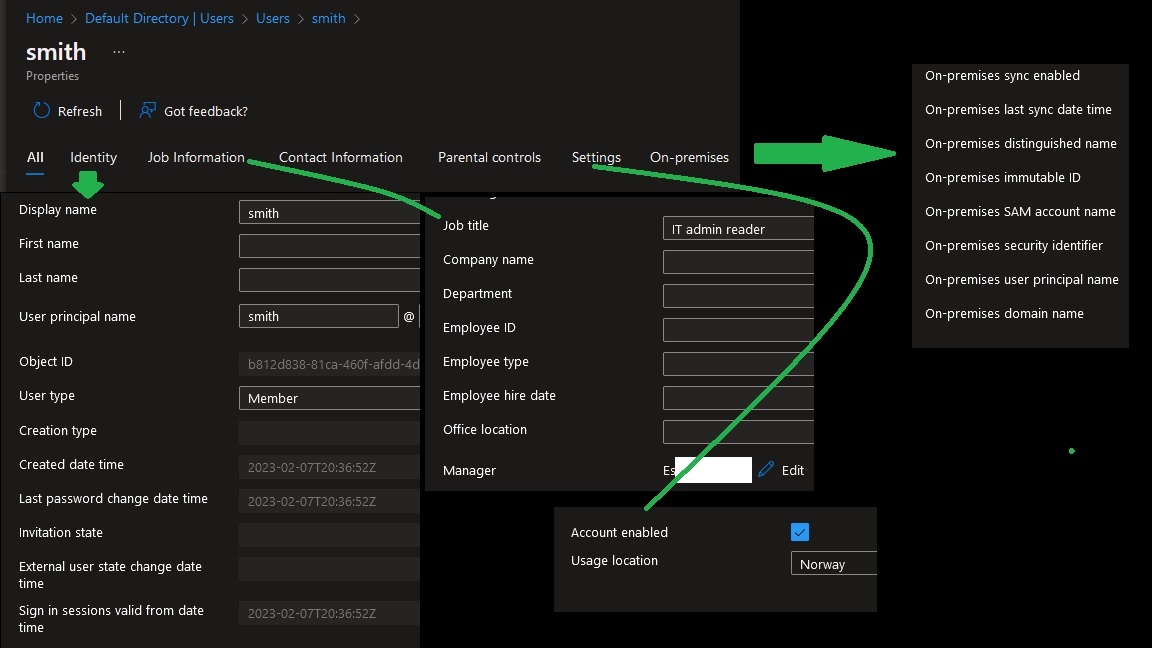 Home > Default Directory | Users > Users > smith >
smith ...
Properties
Refresh | Got feedback?
All Identity Job Information Contact Information Parental controls Settings On-premises
Display name smith
First name
Last name
User principal name smith @
Object ID b812d838-81ca-460f-afdd-4d
User type Member
Creation type
Created date time 2023-02-07T20:36:52Z
Last password change date time 2023-02-07T20:36:52Z
Invitation state
External user state change date
time
Sign in sessions valid from date
time 2023-02-07T20:36:52Z
Job title IT admin reader
Company name
Department
Employee ID
Employee type
Employee hire date
Office location
Manager Es Edit
Account enabled
Usage location Norway
On-premises sync enabled
On-premises last sync date time
On-premises distinguished name
On-premises immutable ID
On-premises SAM account name
On-premises security identifier
On-premises user principal name
On-premises domain name